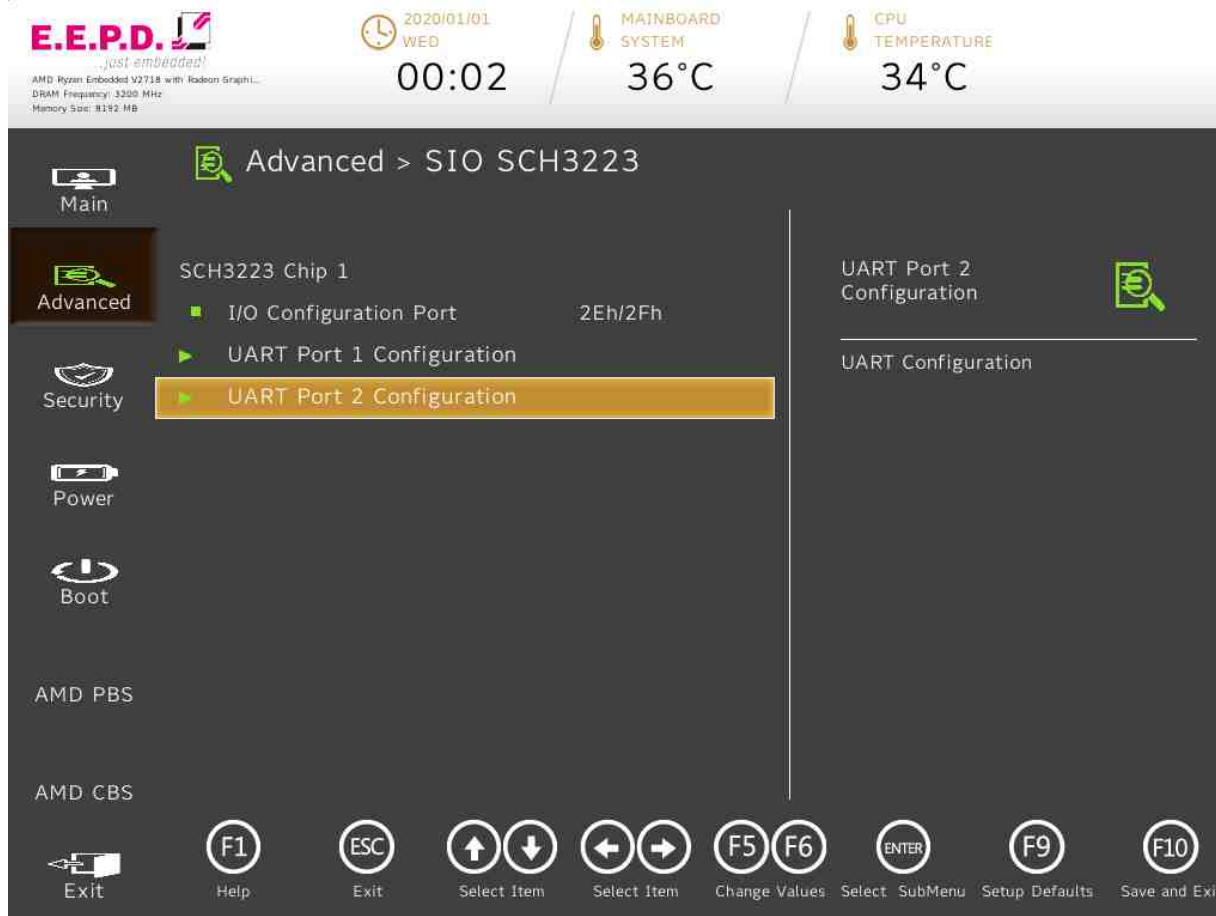 E.E.P.D.
...just embedded!
AMD Ryzen Embedded V2718 with Radeon Graphi...
DRAM Frequency: 3200 MHz
Memory Size: 8192 MB
2020/01/01
WED
00:02
MAINBOARD
SYSTEM
36°C
CPU
TEMPERATURE
34°C
Advanced > SIO SCH3223
Main
Advanced
Security
Power
Boot
AMD PBS
AMD CBS
Exit
SCH3223 Chip 1
I/O Configuration Port 2Eh/2Fh
UART Port 1 Configuration
UART Port 2 Configuration
UART Port 2
Configuration
UART Configuration
F1
Help
ESC
Exit
Select Item
Select Item
F5 F6
Change Values
ENTER
Select SubMenu
F9
Setup Defaults
F10
Save and Exi